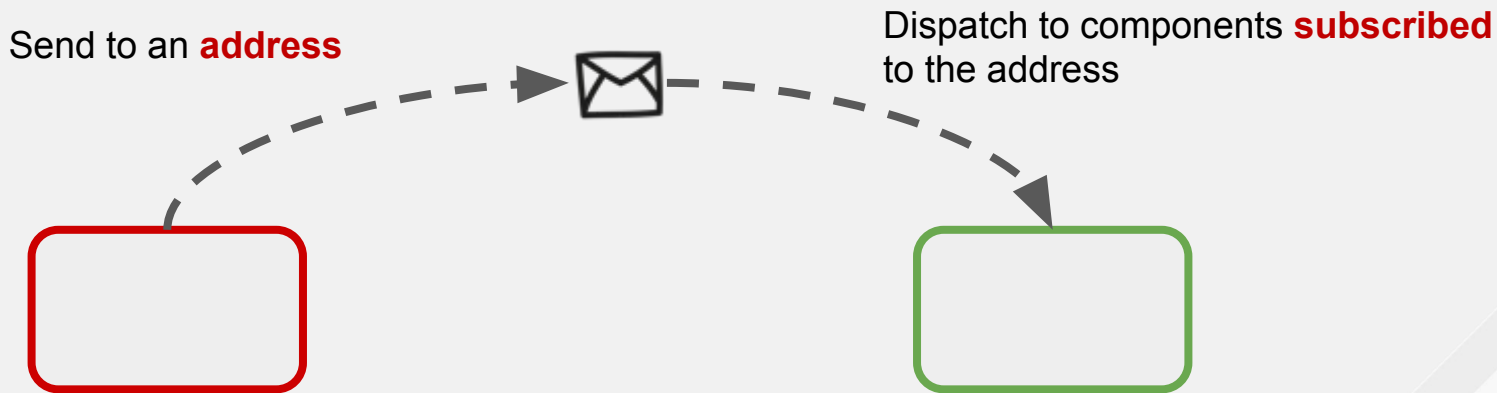 Send to an address
Dispatch to components subscribed
to the address